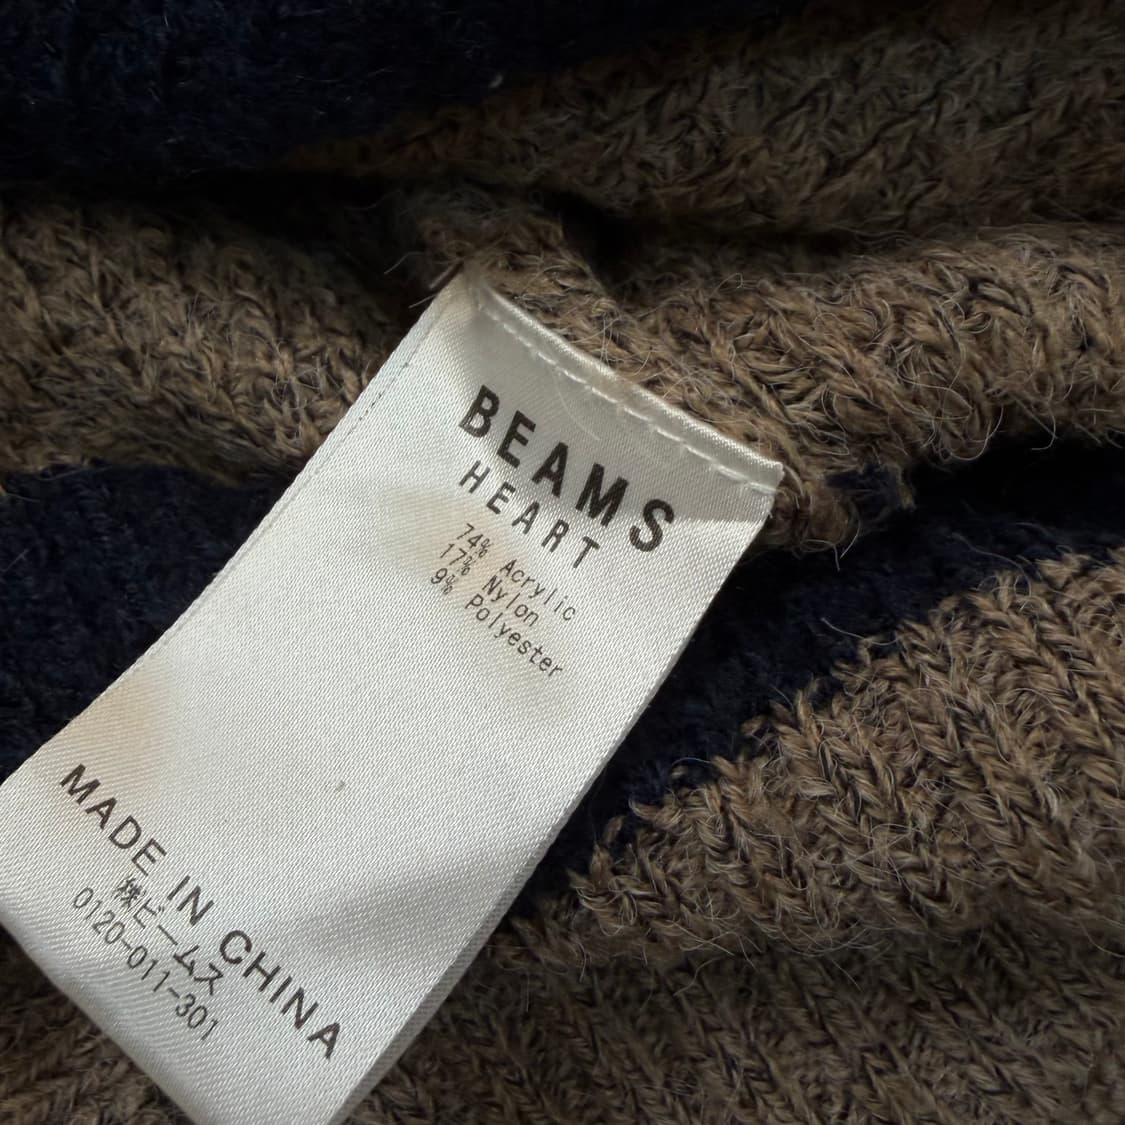 BEAMS
HEART
74% Acrylic
17% Nylon
9% Polyester
MADE IN CHINA
㈱ビームス
0120-011-301